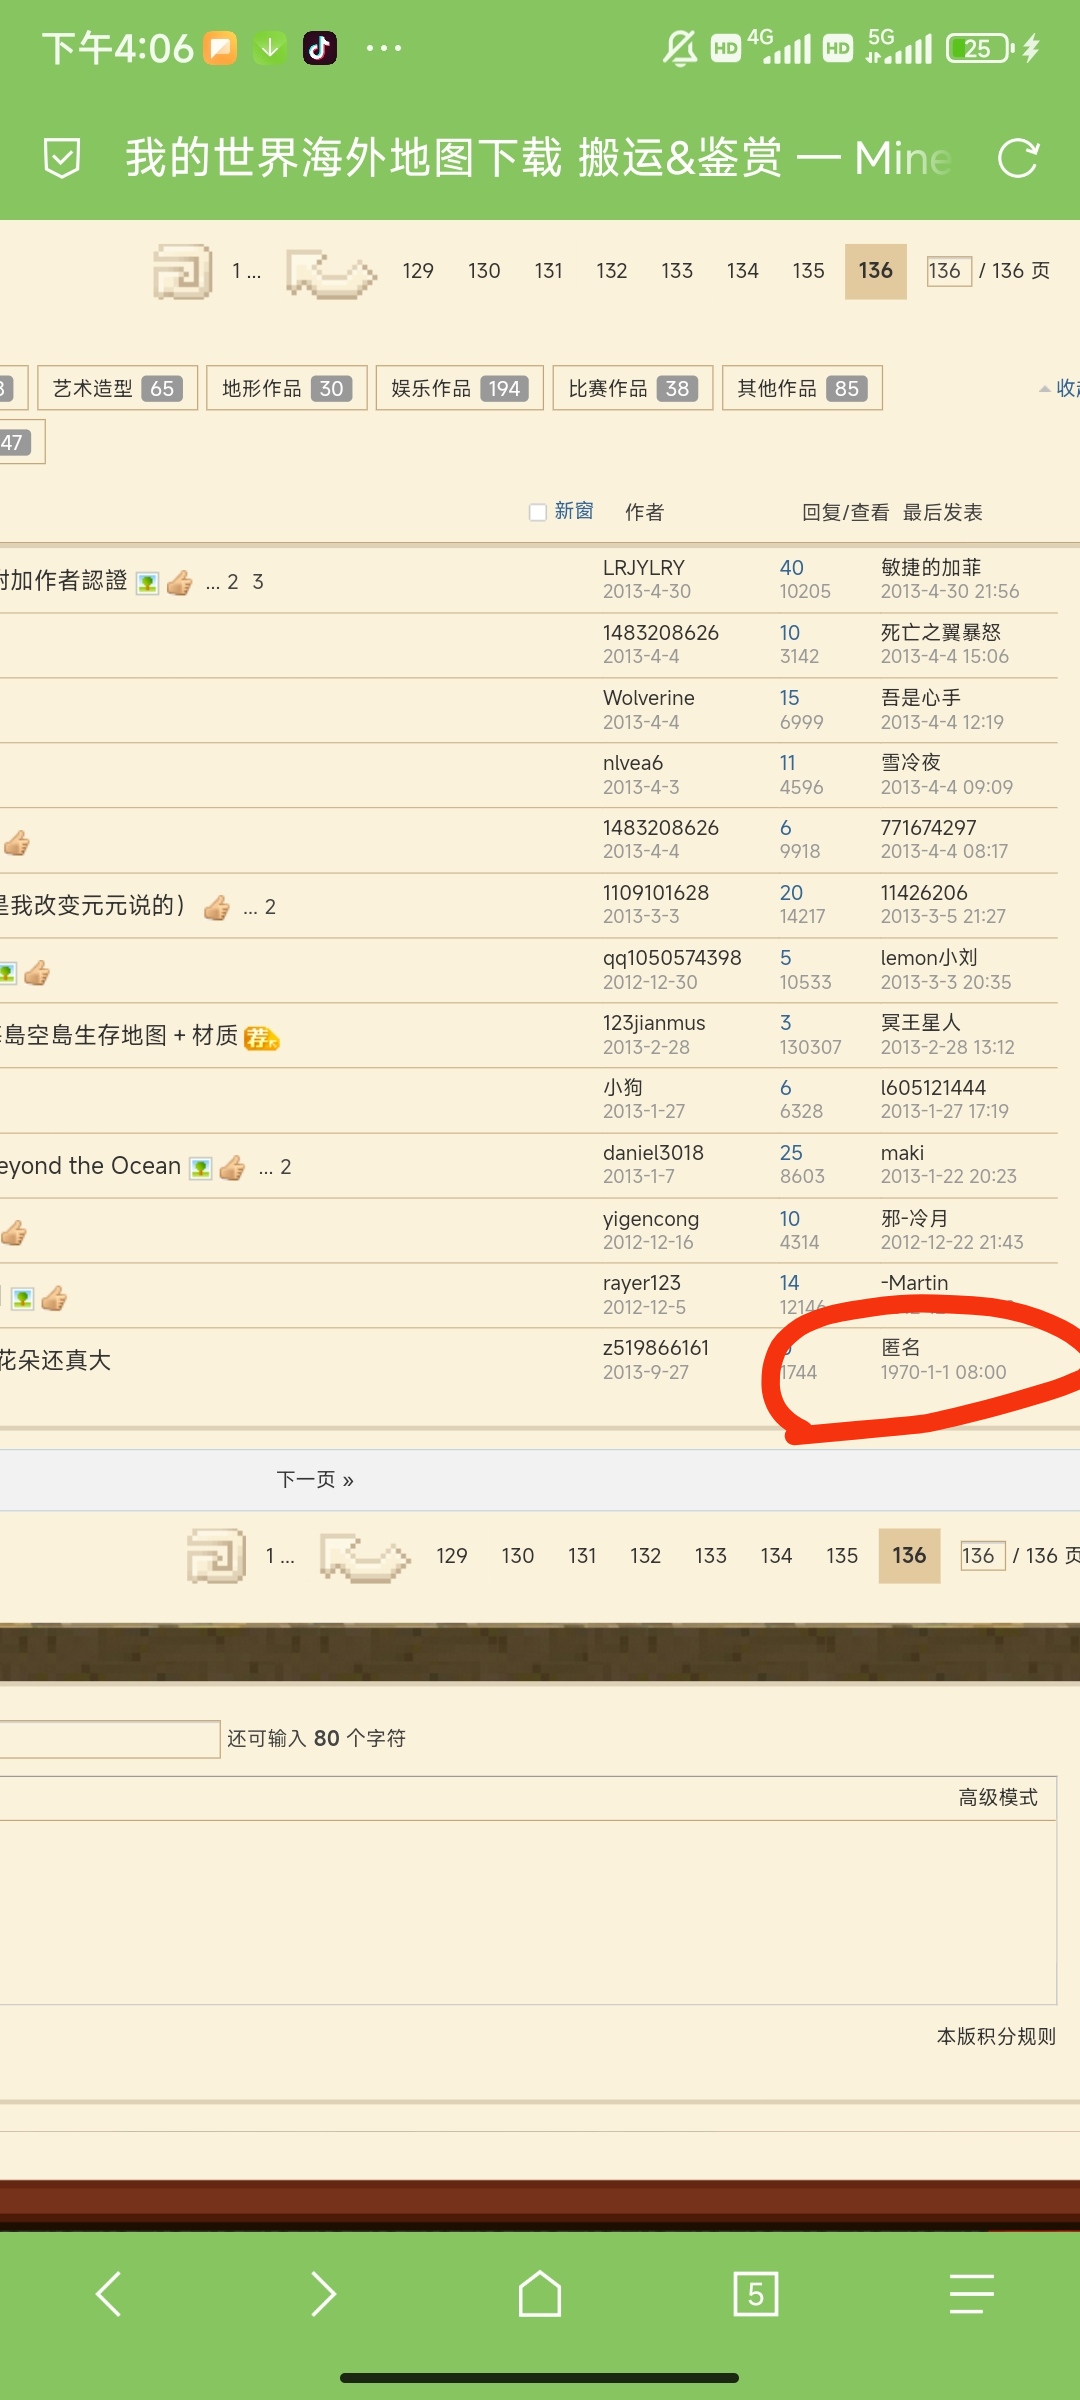 下午4:06 4G 5G 25
我的世界海外地图下载 搬运&鉴赏 — Mine
1 ... 129 130 131 132 133 134 135 136 136 / 136 页
艺术造型 65 地形作品 30 娱乐作品 194 比赛作品 38 其他作品 85
47
新窗 作者 回复/查看 最后发表
附加作者認證 ... 2 3 LRJYLRY 40 敏捷的加菲
2013-4-30 10205 2013-4-30 21:56
1483208626 10 死亡之翼暴怒
2013-4-4 3142 2013-4-4 15:06
Wolverine 15 吾是心手
2013-4-4 6999 2013-4-4 12:19
nlvea6 11 雪冷夜
2013-4-3 4596 2013-4-4 09:09
1483208626 6 771674297
2013-4-4 9918 2013-4-4 08:17
是我改变元元说的） ... 2 1109101628 20 11426206
2013-3-3 14217 2013-3-5 21:27
qq1050574398 5 lemon小刘
2012-12-30 10533 2013-3-3 20:35
島空島生存地图 + 材质 荐 123jianmus 3 冥王星人
2013-2-28 130307 2013-2-28 13:12
小狗 6 l605121444
2013-1-27 6328 2013-1-27 17:19
eyond the Ocean ... 2 daniel3018 25 maki
2013-1-7 8603 2013-1-22 20:23
yigencong 10 邪-冷月
2012-12-16 4314 2012-12-22 21:43
rayer123 14 -Martin
2012-12-5 12146
花朵还真大 z519866161 匿名
2013-9-27 1744 1970-1-1 08:00
下一页 »
1 ... 129 130 131 132 133 134 135 136 136 / 136 页
还可输入 80 个字符
高级模式
本版积分规则
5